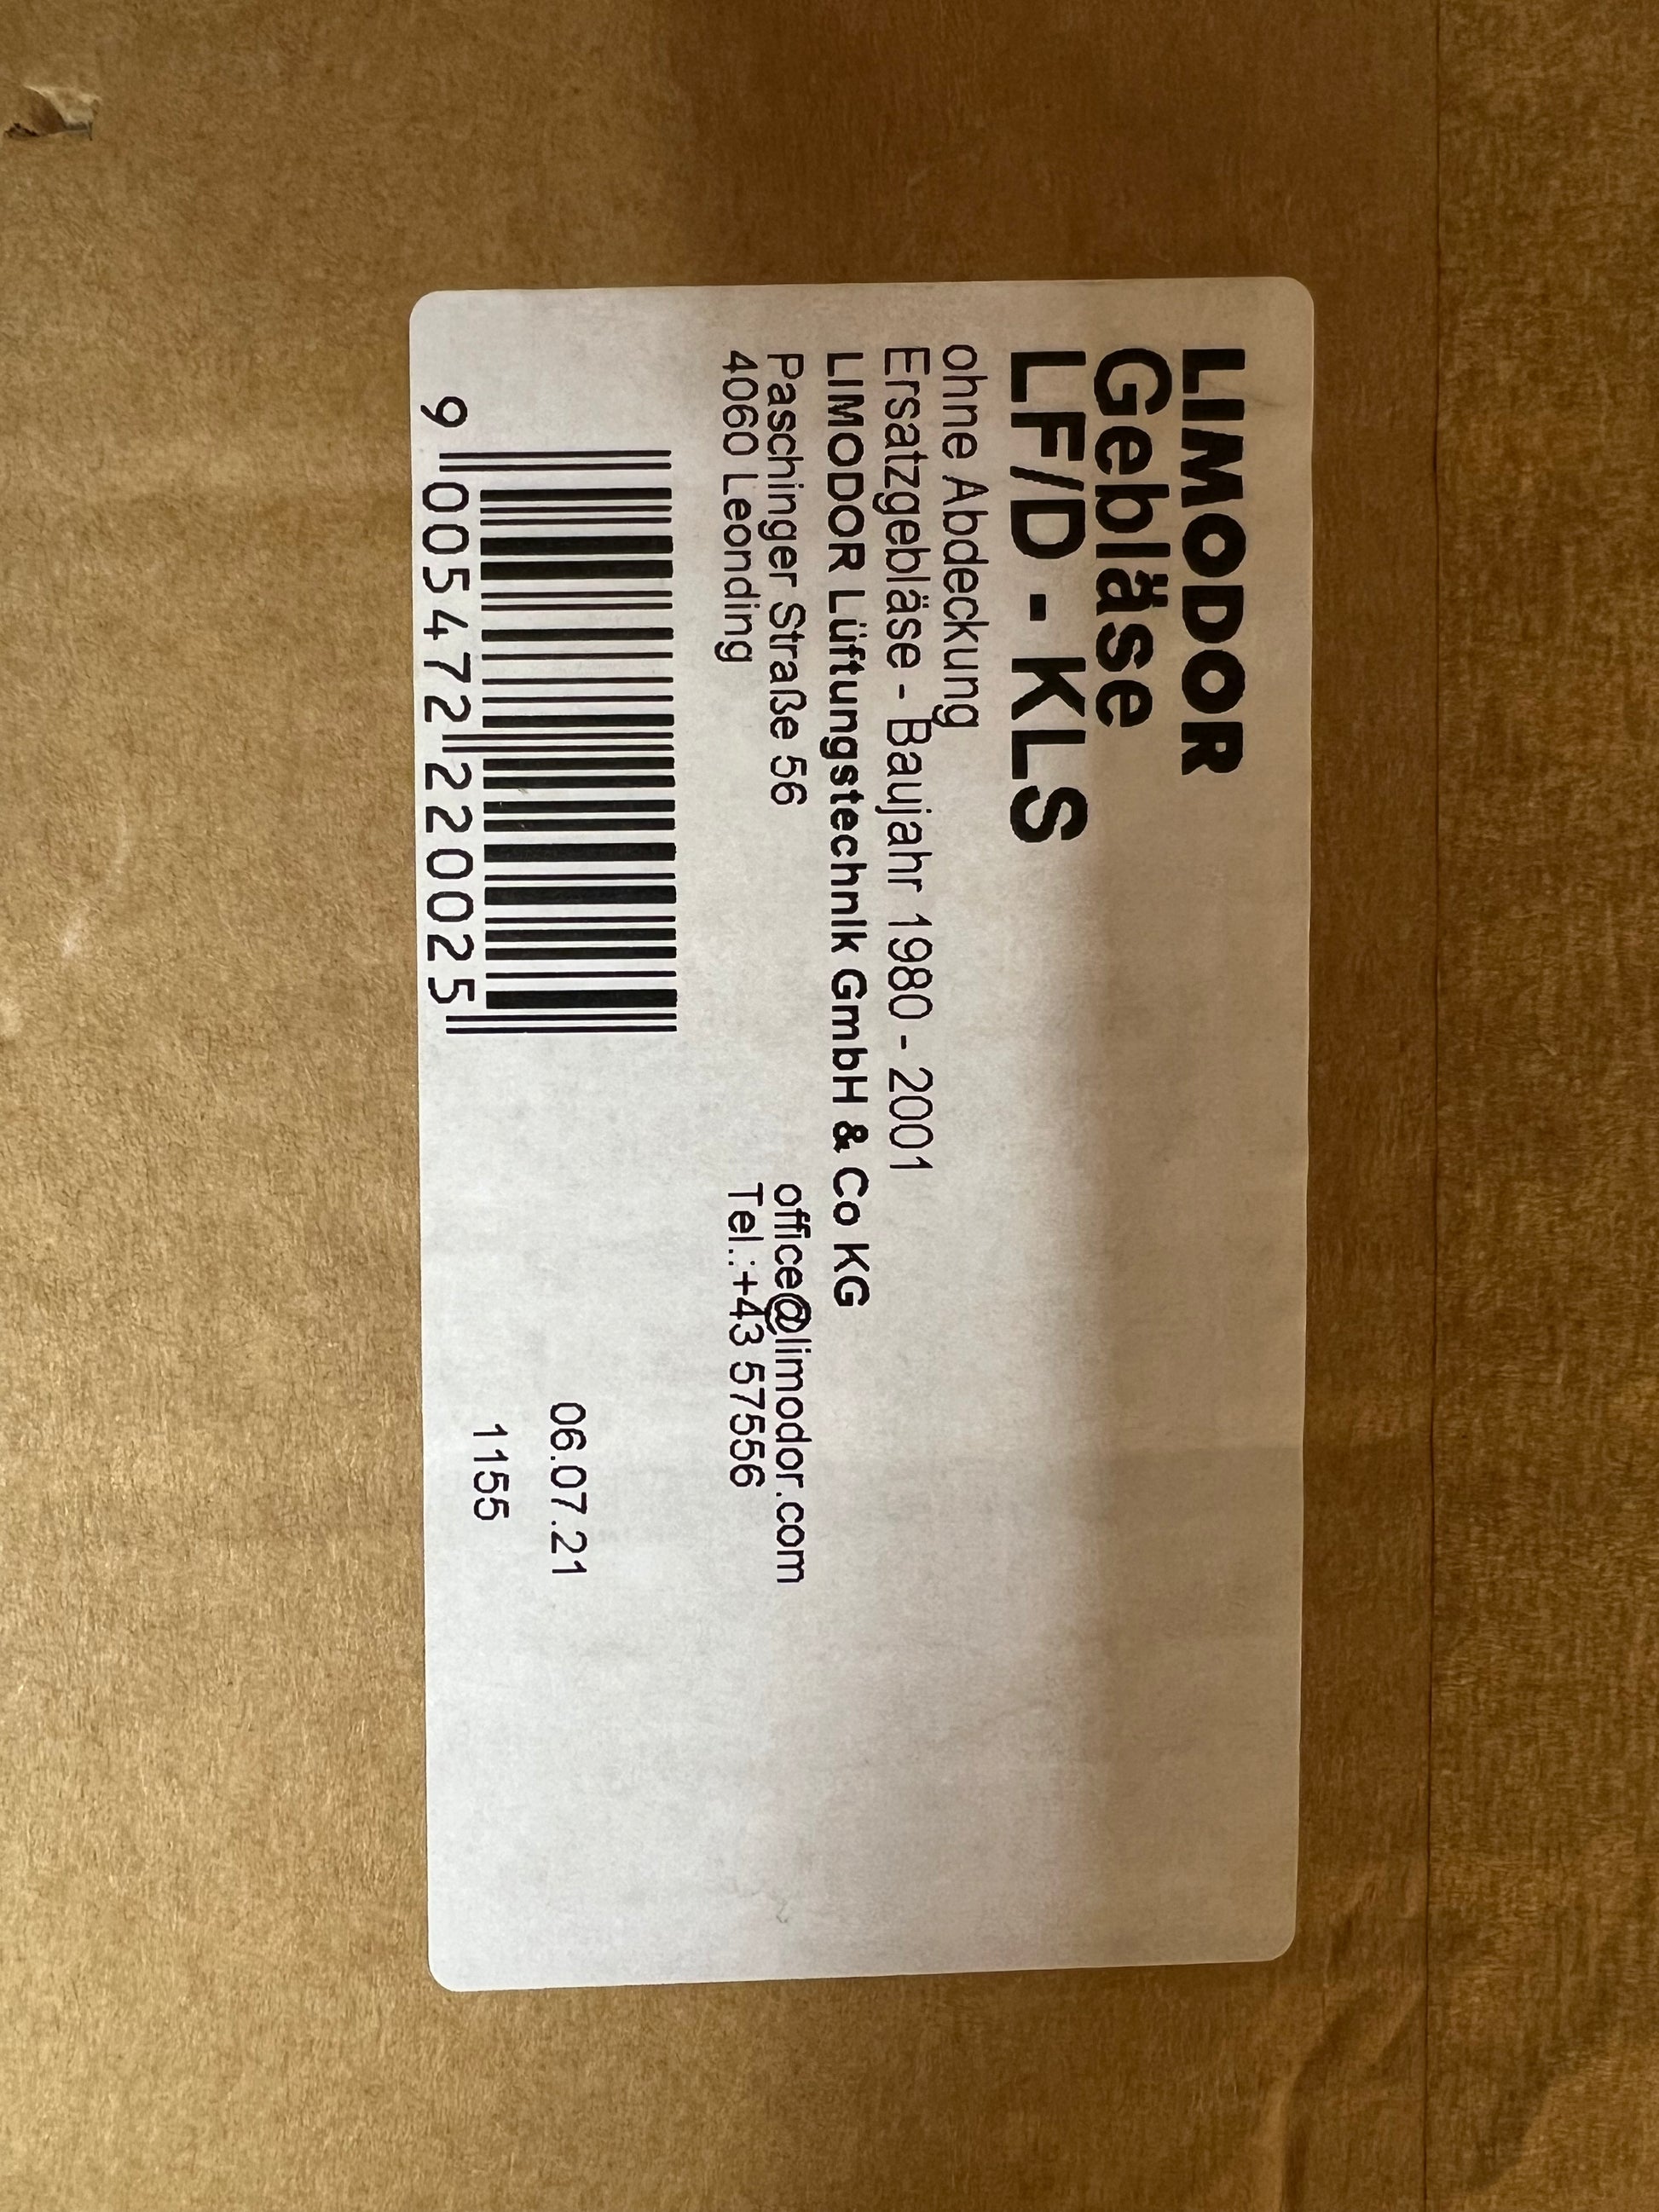 LIMODOR
Gebläse
LF/D - KLS
ohne Abdeckung
Ersatzgebläse - Baujahr 1980 - 2001
LIMODOR Lüftungstechnik GmbH & Co KG
Paschinger Straße 56 office@limodor.com
4060 Leonding Tel.:+43 57556
06.07.21
1155
9 005472 220025